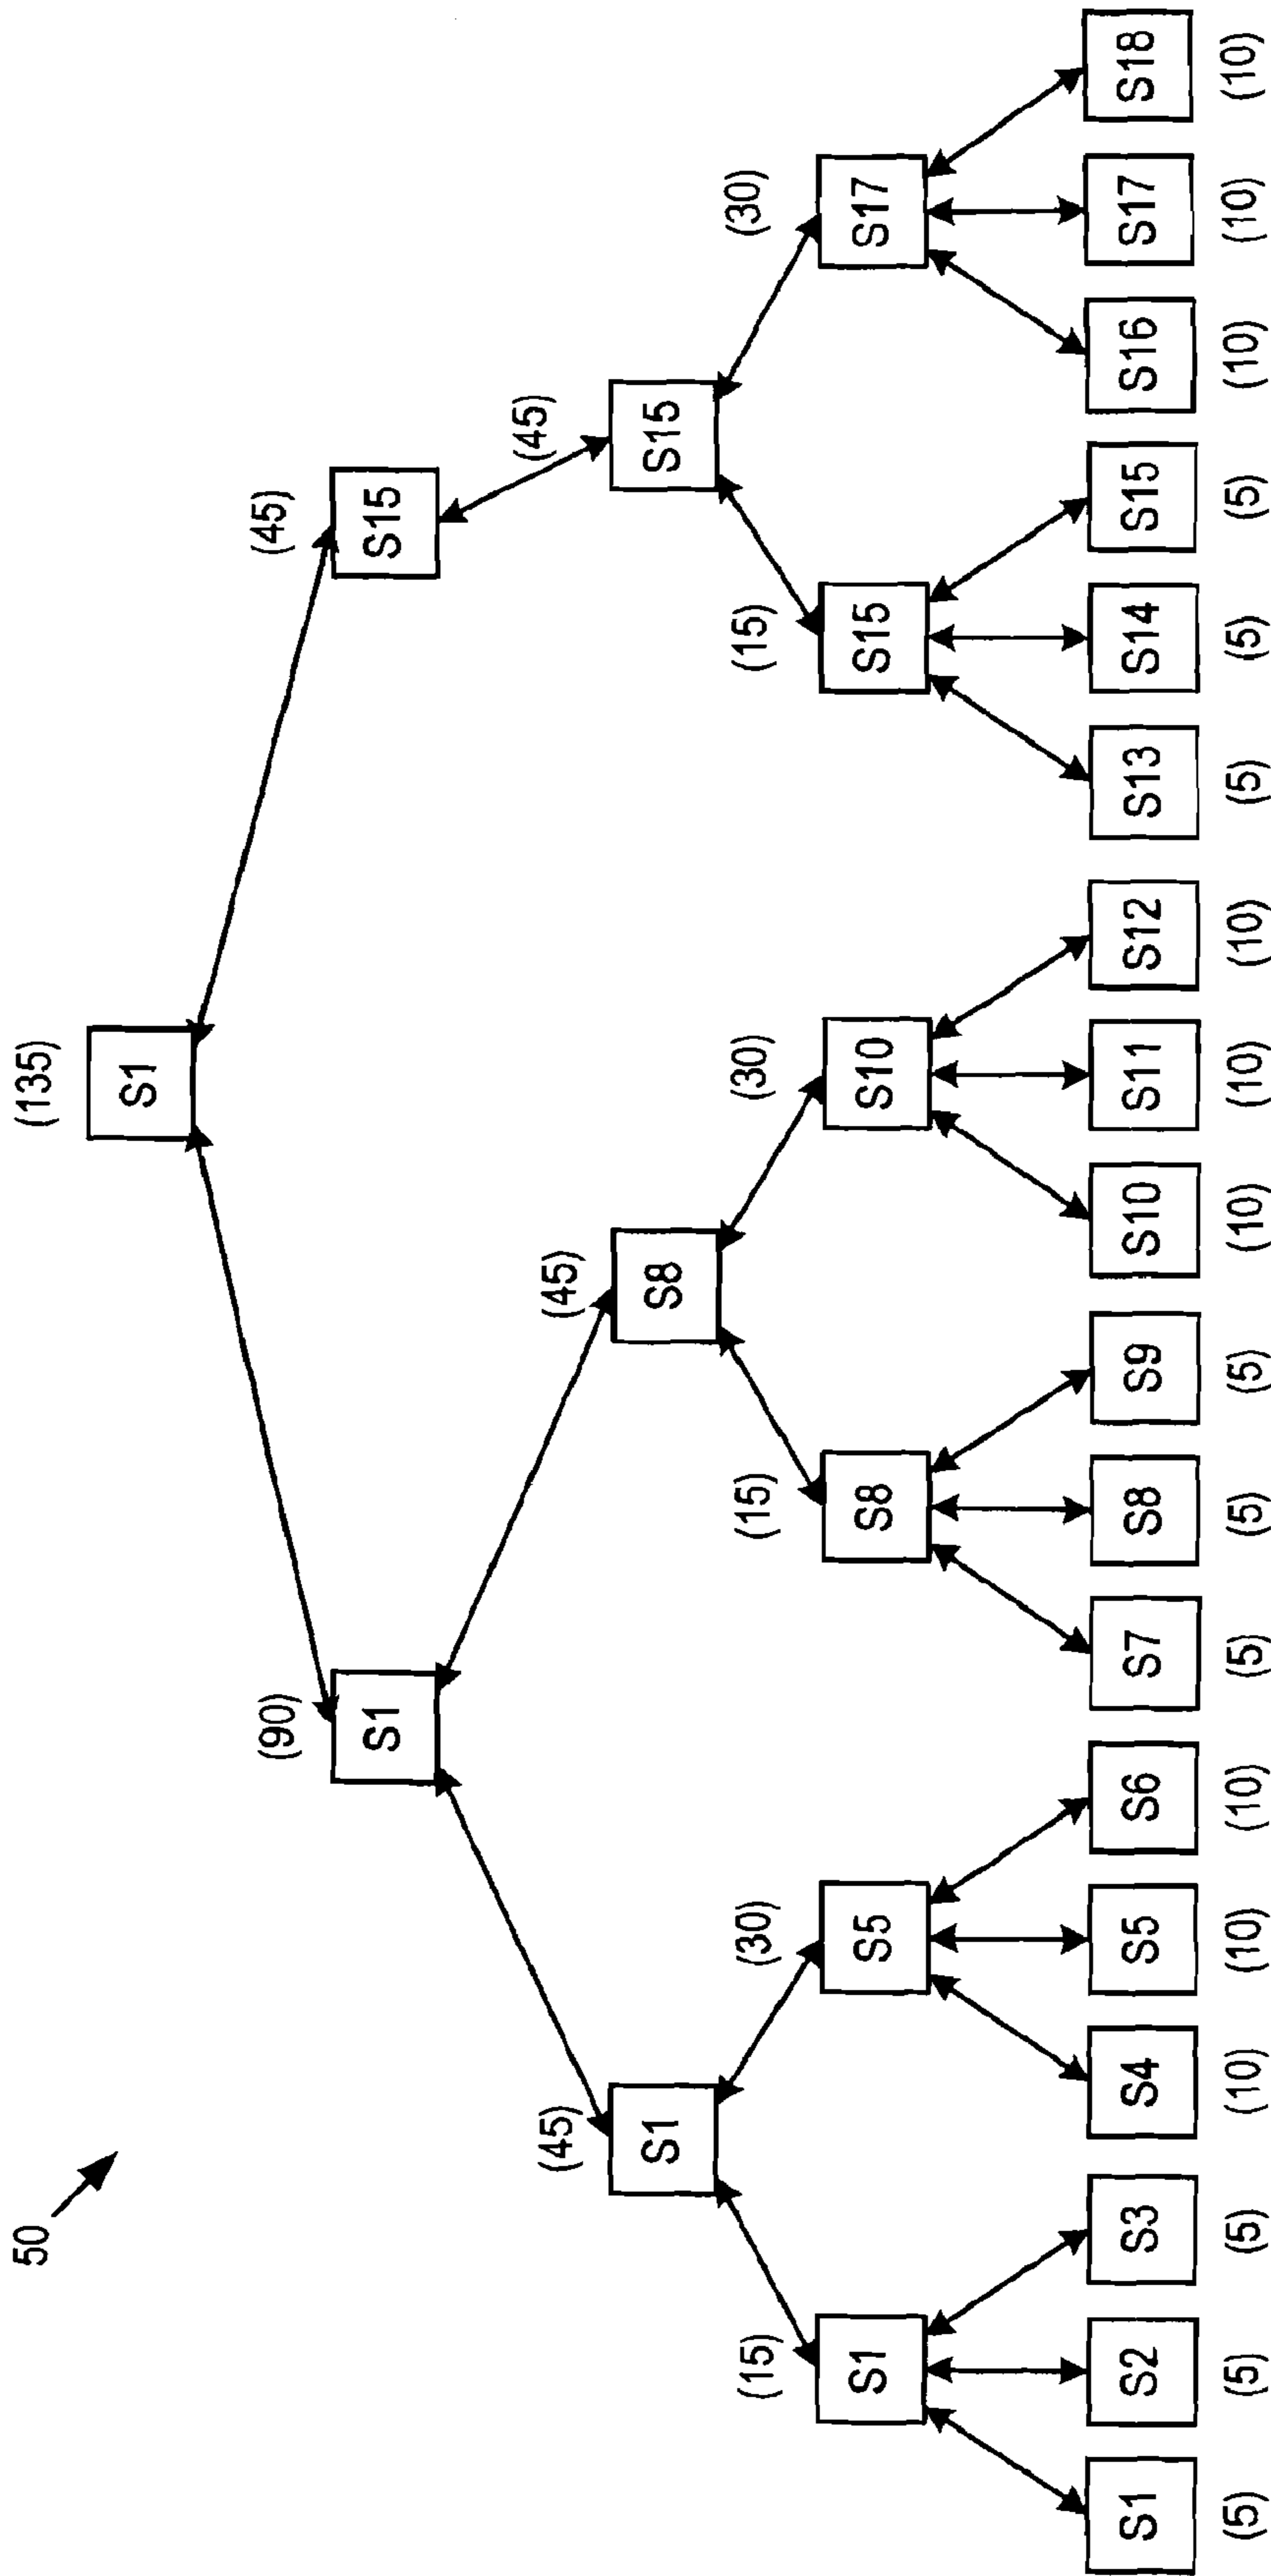 50
(135)
S1
(90)
(45)
S1
S15
(45)
(45)
(45)
S1
S8
S15
(15)
(30)
(15)
(30)
(15)
(30)
S1
S5
S8
S10
S15
S17
S1
S2
S3
S4
S5
S6
S7
S8
S9
S10
S11
S12
S13
S14
S15
S16
S17
S18
(5)
(5)
(5)
(10)
(10)
(10)
(5)
(5)
(5)
(10)
(10)
(10)
(5)
(5)
(5)
(10)
(10)
(10)